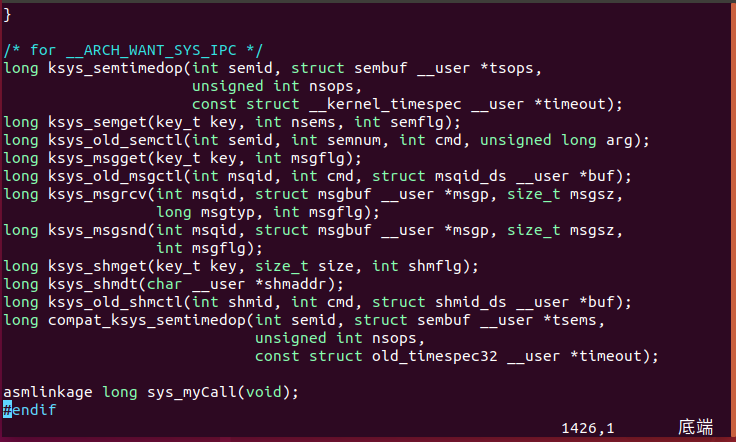 }

/* for __ARCH_WANT_SYS_IPC */
long ksys_semtimedop(int semid, struct sembuf __user *tsops,
                     unsigned int nsops,
                     const struct __kernel_timespec __user *timeout);
long ksys_semget(key_t key, int nsems, int semflg);
long ksys_old_semctl(int semid, int semnum, int cmd, unsigned long arg);
long ksys_msgget(key_t key, int msgflg);
long ksys_old_msgctl(int msqid, int cmd, struct msqid_ds __user *buf);
long ksys_msgrcv(int msqid, struct msgbuf __user *msgp, size_t msgsz,
                 long msgtyp, int msgflg);
long ksys_msgsnd(int msqid, struct msgbuf __user *msgp, size_t msgsz,
                 int msgflg);
long ksys_shmget(key_t key, size_t size, int shmflg);
long ksys_shmdt(char __user *shmaddr);
long ksys_old_shmctl(int shmid, int cmd, struct shmid_ds __user *buf);
long compat_ksys_semtimedop(int semid, struct sembuf __user *tsems,
                            unsigned int nsops,
                            const struct old_timespec32 __user *timeout);

asmlinkage long sys_myCall(void);
#endif
1426,1 底端